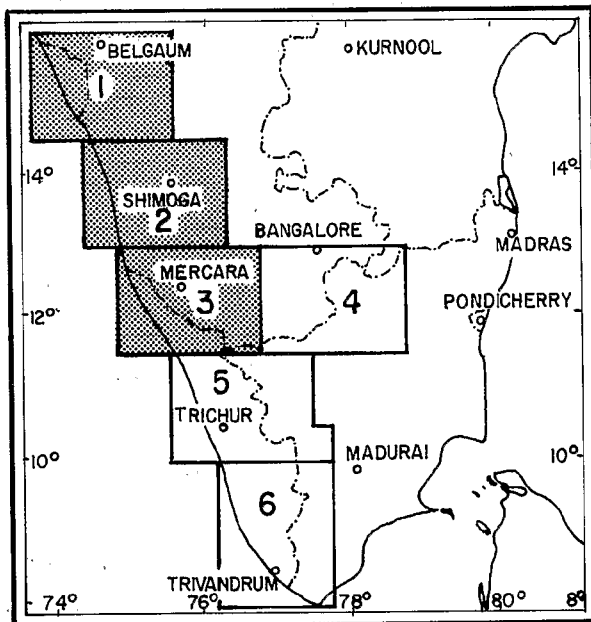 BELGAUM
KURNOOL
1
14°
14°
SHIMOGA
2
BANGALORE
MADRAS
MERCARA
3
4
PONDICHERRY
12°
12°
5
TRICHUR
MADURAI
10°
10°
6
TRIVANDRUM
74°
76°
78°
80°
8°